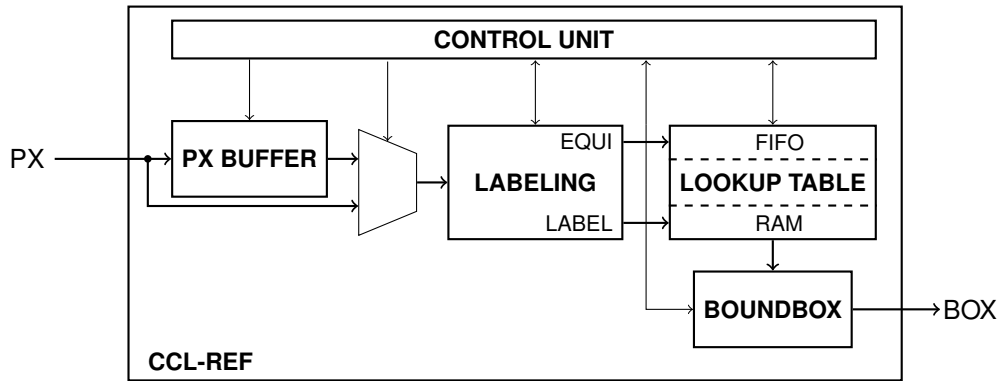 CONTROL UNIT
PX
PX BUFFER
LABELING
EQUI
LABEL
FIFO
LOOKUP TABLE
RAM
BOUNDBOX
BOX
CCL-REF